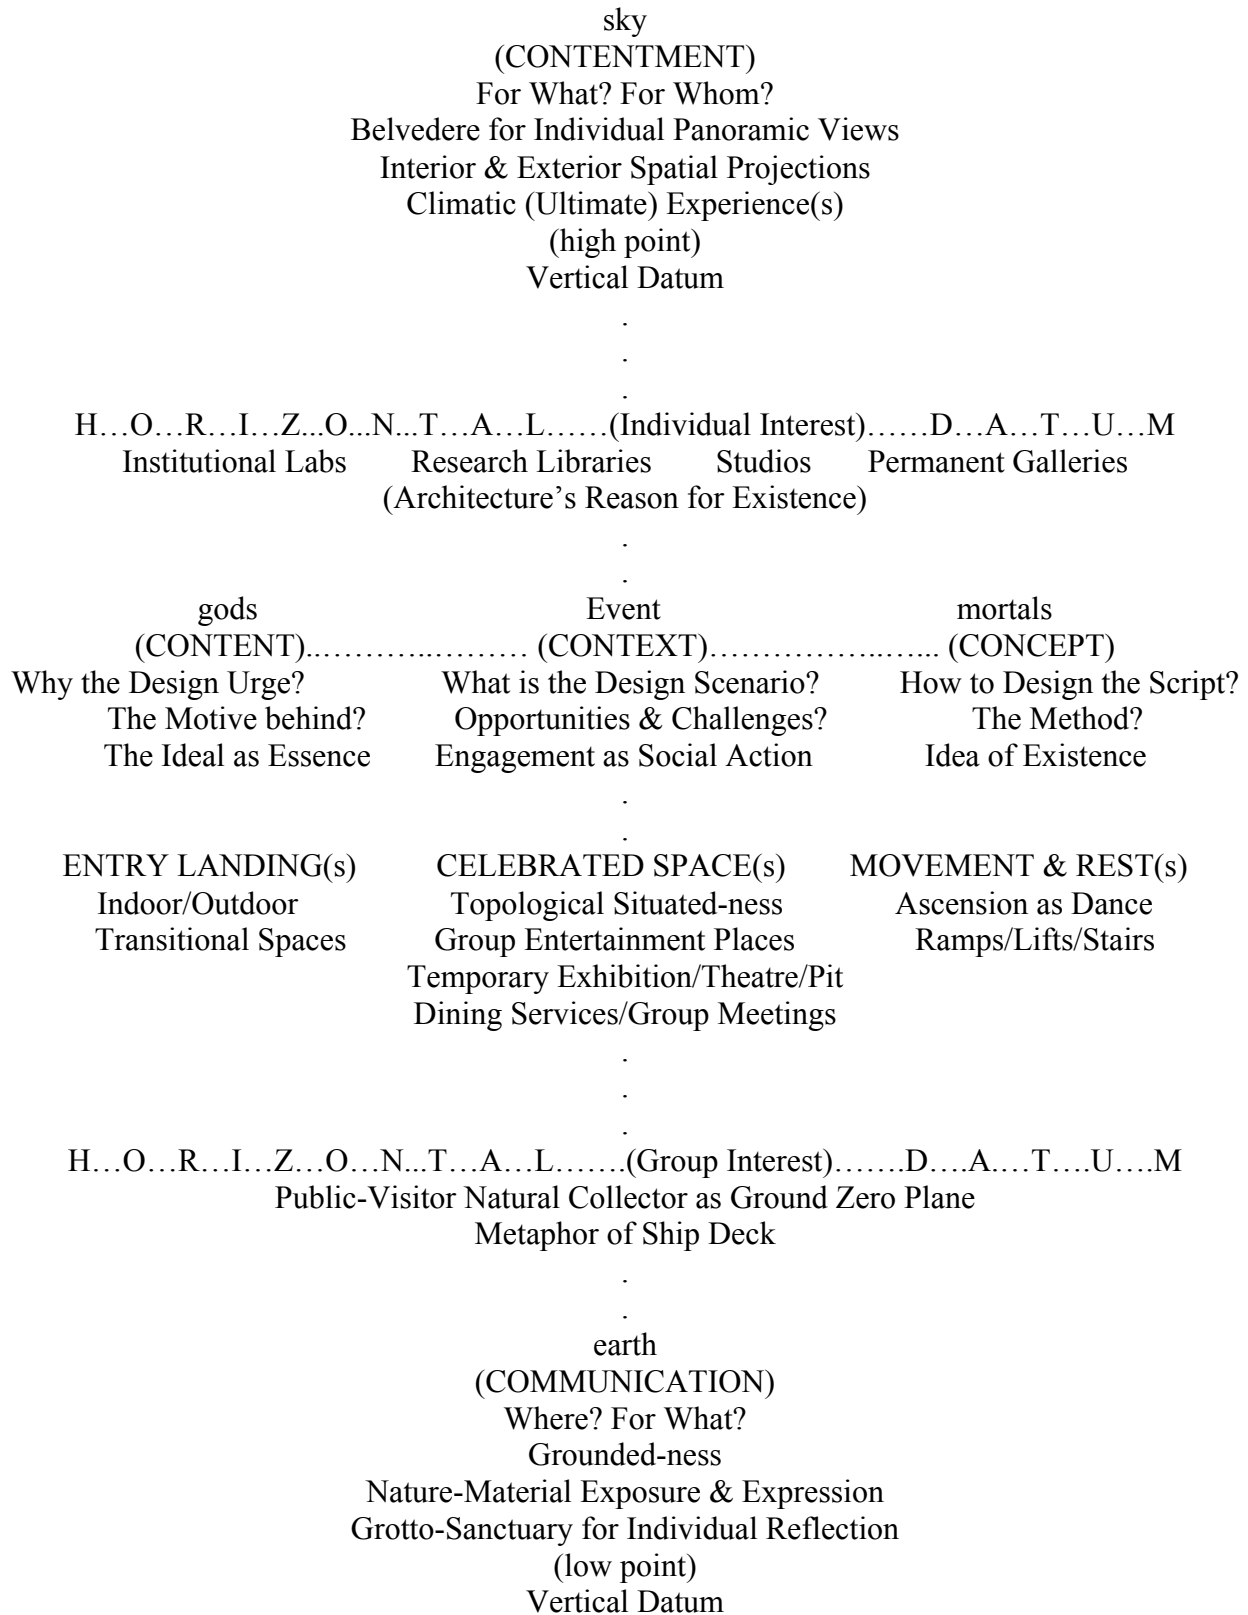 sky
(CONTENTMENT)
For What? For Whom?
Belvedere for Individual Panoramic Views
Interior & Exterior Spatial Projections
Climatic (Ultimate) Experience(s)
(high point)
Vertical Datum
.
.
.
H…O…R…I…Z...O...N...T…A…L……(Individual Interest)……D…A…T…U…M
Institutional Labs Research Libraries Studios Permanent Galleries
(Architecture’s Reason for Existence)
.
.
gods Event mortals
(CONTENT)..………..……… (CONTEXT)……………..…... (CONCEPT)
Why the Design Urge? What is the Design Scenario? How to Design the Script?
The Motive behind? Opportunities & Challenges? The Method?
The Ideal as Essence Engagement as Social Action Idea of Existence
.
.
ENTRY LANDING(s) CELEBRATED SPACE(s) MOVEMENT & REST(s)
Indoor/Outdoor Topological Situated-ness Ascension as Dance
Transitional Spaces Group Entertainment Places Ramps/Lifts/Stairs
Temporary Exhibition/Theatre/Pit
Dining Services/Group Meetings
.
.
.
H…O…R…I…Z…O…N...T…A…L…….(Group Interest)…….D….A.…T….U….M
Public-Visitor Natural Collector as Ground Zero Plane
Metaphor of Ship Deck
.
.
earth
(COMMUNICATION)
Where? For What?
Grounded-ness
Nature-Material Exposure & Expression
Grotto-Sanctuary for Individual Reflection
(low point)
Vertical Datum